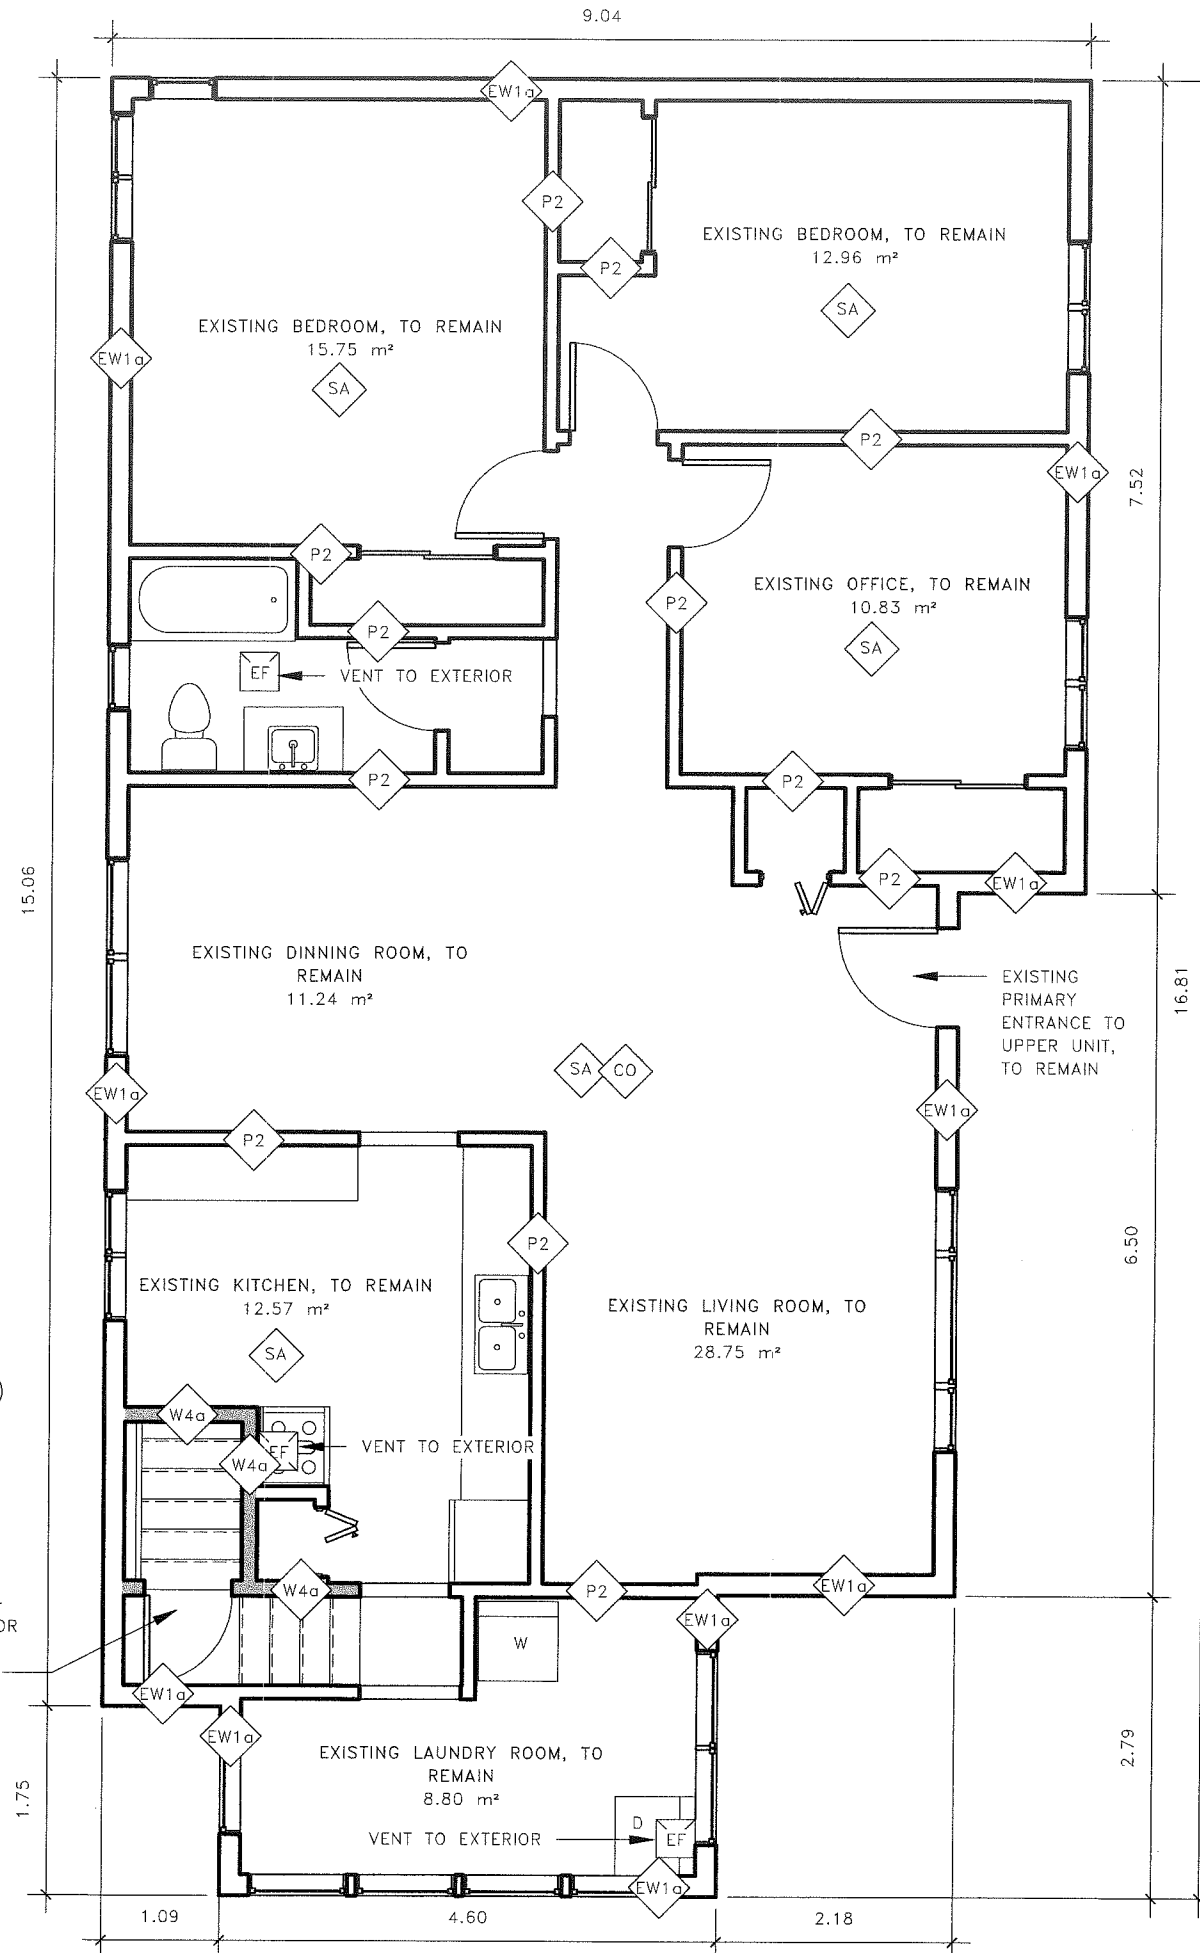 9.04
EW1a
P2
EXISTING BEDROOM, TO REMAIN
12.96 m²
P2
SA
EXISTING BEDROOM, TO REMAIN
15.75 m²
EW1a
SA
P2
EW1a
7.52
P2
EXISTING OFFICE, TO REMAIN
10.83 m²
P2
P2
SA
EF
VENT TO EXTERIOR
P2
P2
P2
EW1a
15.06
EXISTING DINNING ROOM, TO
REMAIN
11.24 m²
EXISTING
PRIMARY
ENTRANCE TO
UPPER UNIT,
TO REMAIN
16.81
SA
CO
EW1a
EW1a
P2
P2
6.50
EXISTING KITCHEN, TO REMAIN
12.57 m²
EXISTING LIVING ROOM, TO
REMAIN
28.75 m²
SA
W4a
VENT TO EXTERIOR
EF
W4a
W4a
P2
EW1a
EW1a
OR
W
EW1a
EW1a
EXISTING LAUNDRY ROOM, TO
REMAIN
8.80 m²
2.79
1.75
D
VENT TO EXTERIOR
EF
EW1a
1.09
4.60
2.18